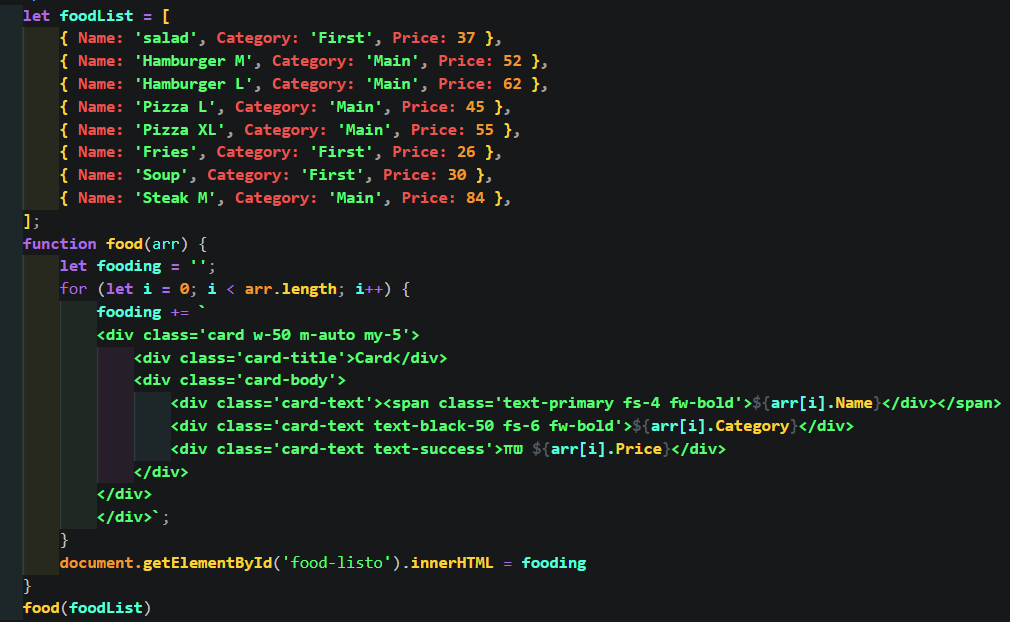 let foodList = [
{ Name: 'salad', Category: 'First', Price: 37 },
{ Name: 'Hamburger M', Category: 'Main', Price: 52 },
{ Name: 'Hamburger L', Category: 'Main', Price: 62 },
{ Name: 'Pizza L', Category: 'Main', Price: 45 },
{ Name: 'Pizza XL', Category: 'Main', Price: 55 },
{ Name: 'Fries', Category: 'First', Price: 26 },
{ Name: 'Soup', Category: 'First', Price: 30 },
{ Name: 'Steak M', Category: 'Main', Price: 84 },
];
function food(arr) {
let fooding = '';
for (let i = 0; i < arr.length; i++) {
fooding += `
<div class='card w-50 m-auto my-5'>
<div class='card-title'>Card</div>
<div class='card-body'>
<div class='card-text'><span class='text-primary fs-4 fw-bold'>${arr[i].Name}</div></span>
<div class='card-text text-black-50 fs-6 fw-bold'>${arr[i].Category}</div>
<div class='card-text text-success'>₪ ${arr[i].Price}</div>
</div>
</div>
</div>`;
}
document.getElementById('food-listo').innerHTML = fooding
}
food(foodList)